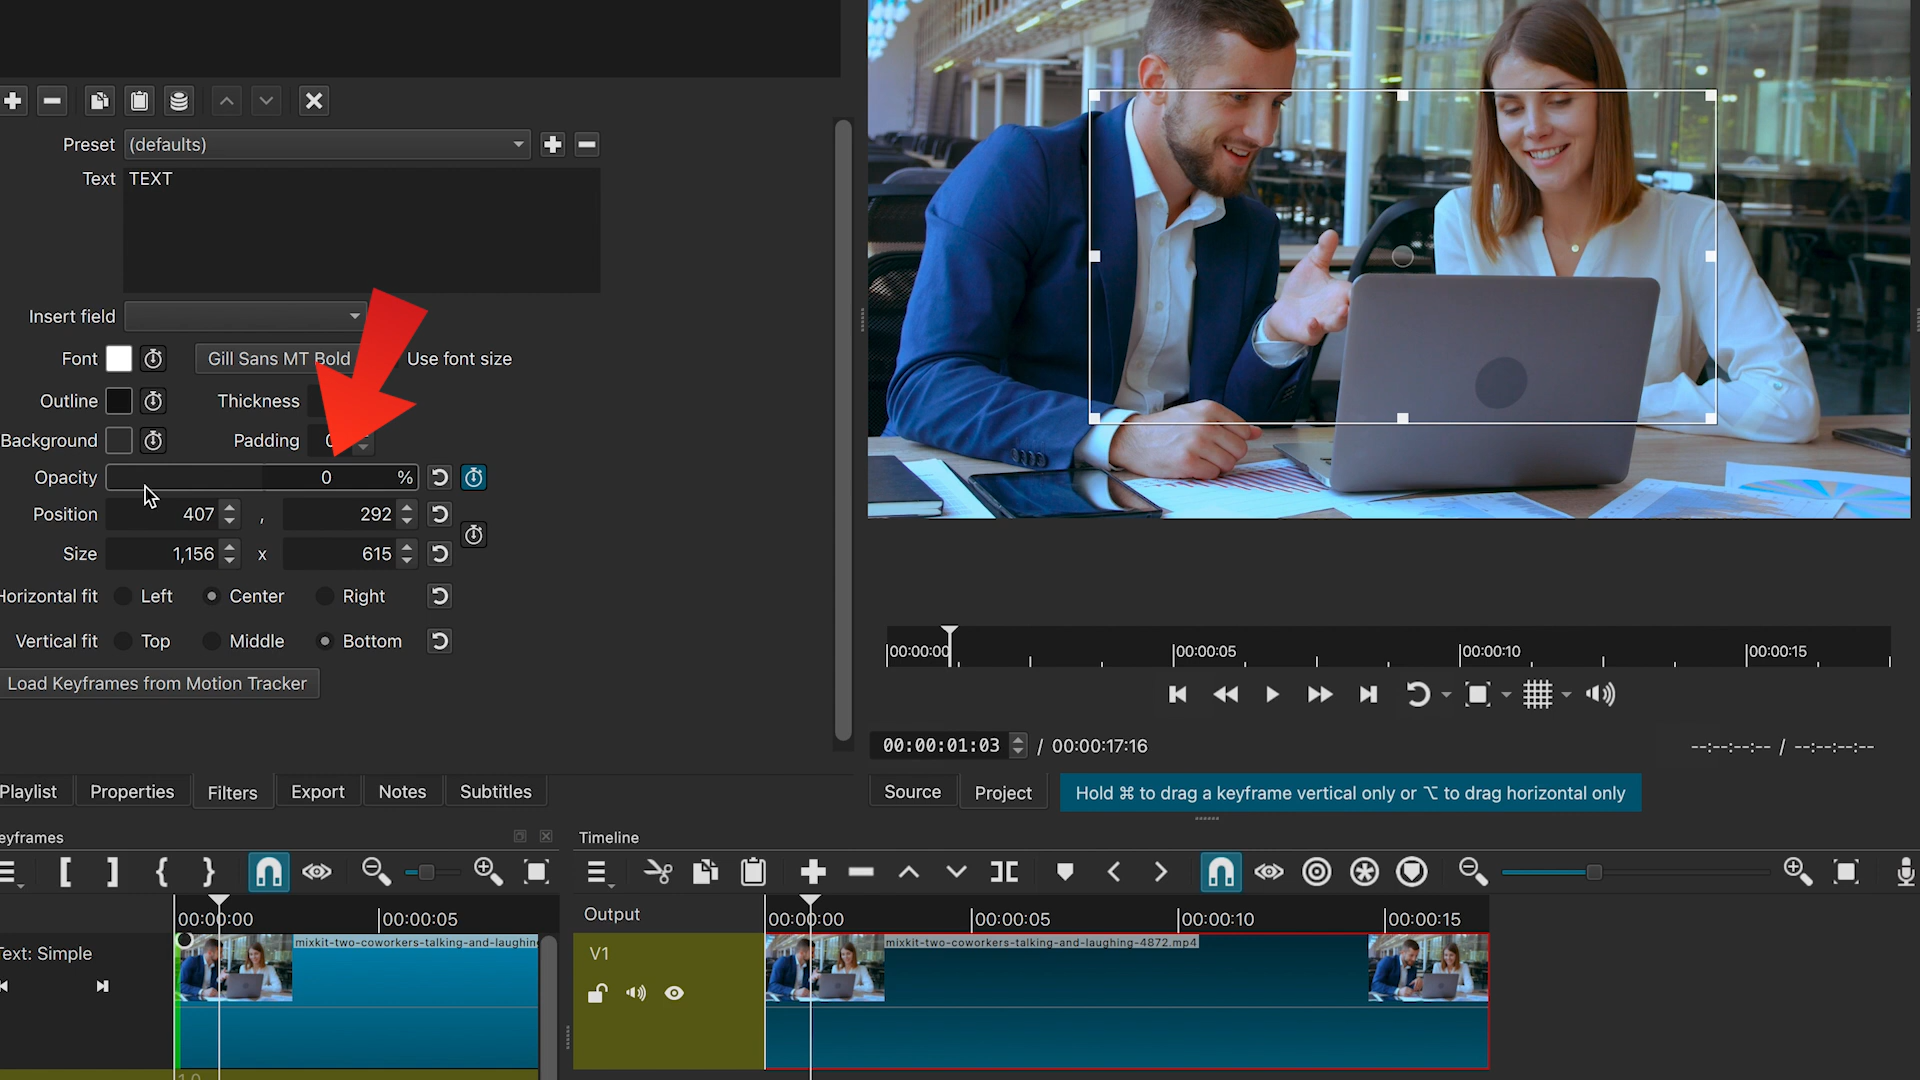 Preset (defaults)
Text TEXT
Insert field
Font Gill Sans MT Bold Use font size
Outline Thickness
Background Padding 0
Opacity 0 %
Position 407 , 292
Size 1,156 x 615
Horizontal fit Left Center Right
Vertical fit Top Middle Bottom
Load Keyframes from Motion Tracker
00:00:00 00:00:05 00:00:10 00:00:15
00:00:01:03 / 00:00:17:16 --:--:--:-- / --:--:--:--
Playlist Properties Filters Export Notes Subtitles
Source Project Hold ⌘ to drag a keyframe vertical only or ⌥ to drag horizontal only
eyframes
Timeline
00:00:00 00:00:05
Output 00:00:00 00:00:05 00:00:10 00:00:15
Text: Simple
mixkit-two-coworkers-talking-and-laughin
V1
mixkit-two-coworkers-talking-and-laughing-4872.mp4